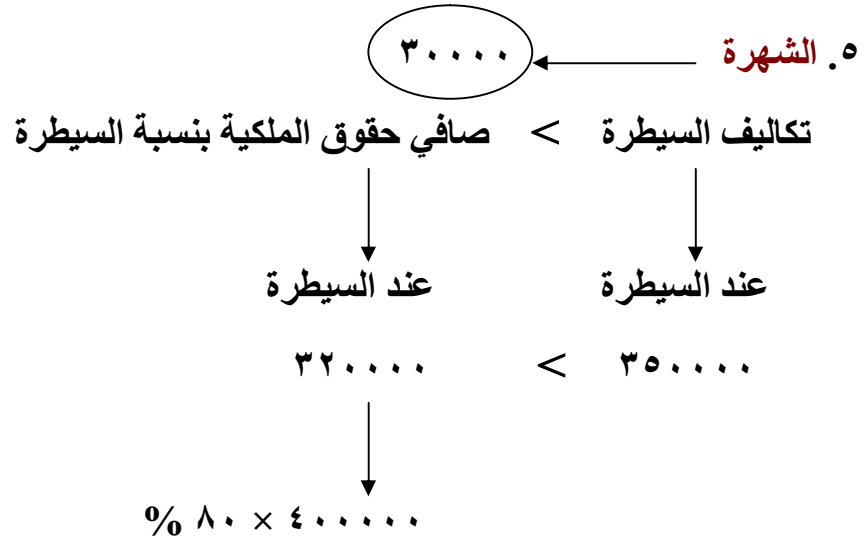 ٥. الشهرة ٣٠٠٠٠
تكاليف السيطرة > صافي حقوق الملكية بنسبة السيطرة
عند السيطرة عند السيطرة
٣٥٠٠٠٠ > ٣٢٠٠٠٠
٤٠٠٠٠٠ × ٨٠ %